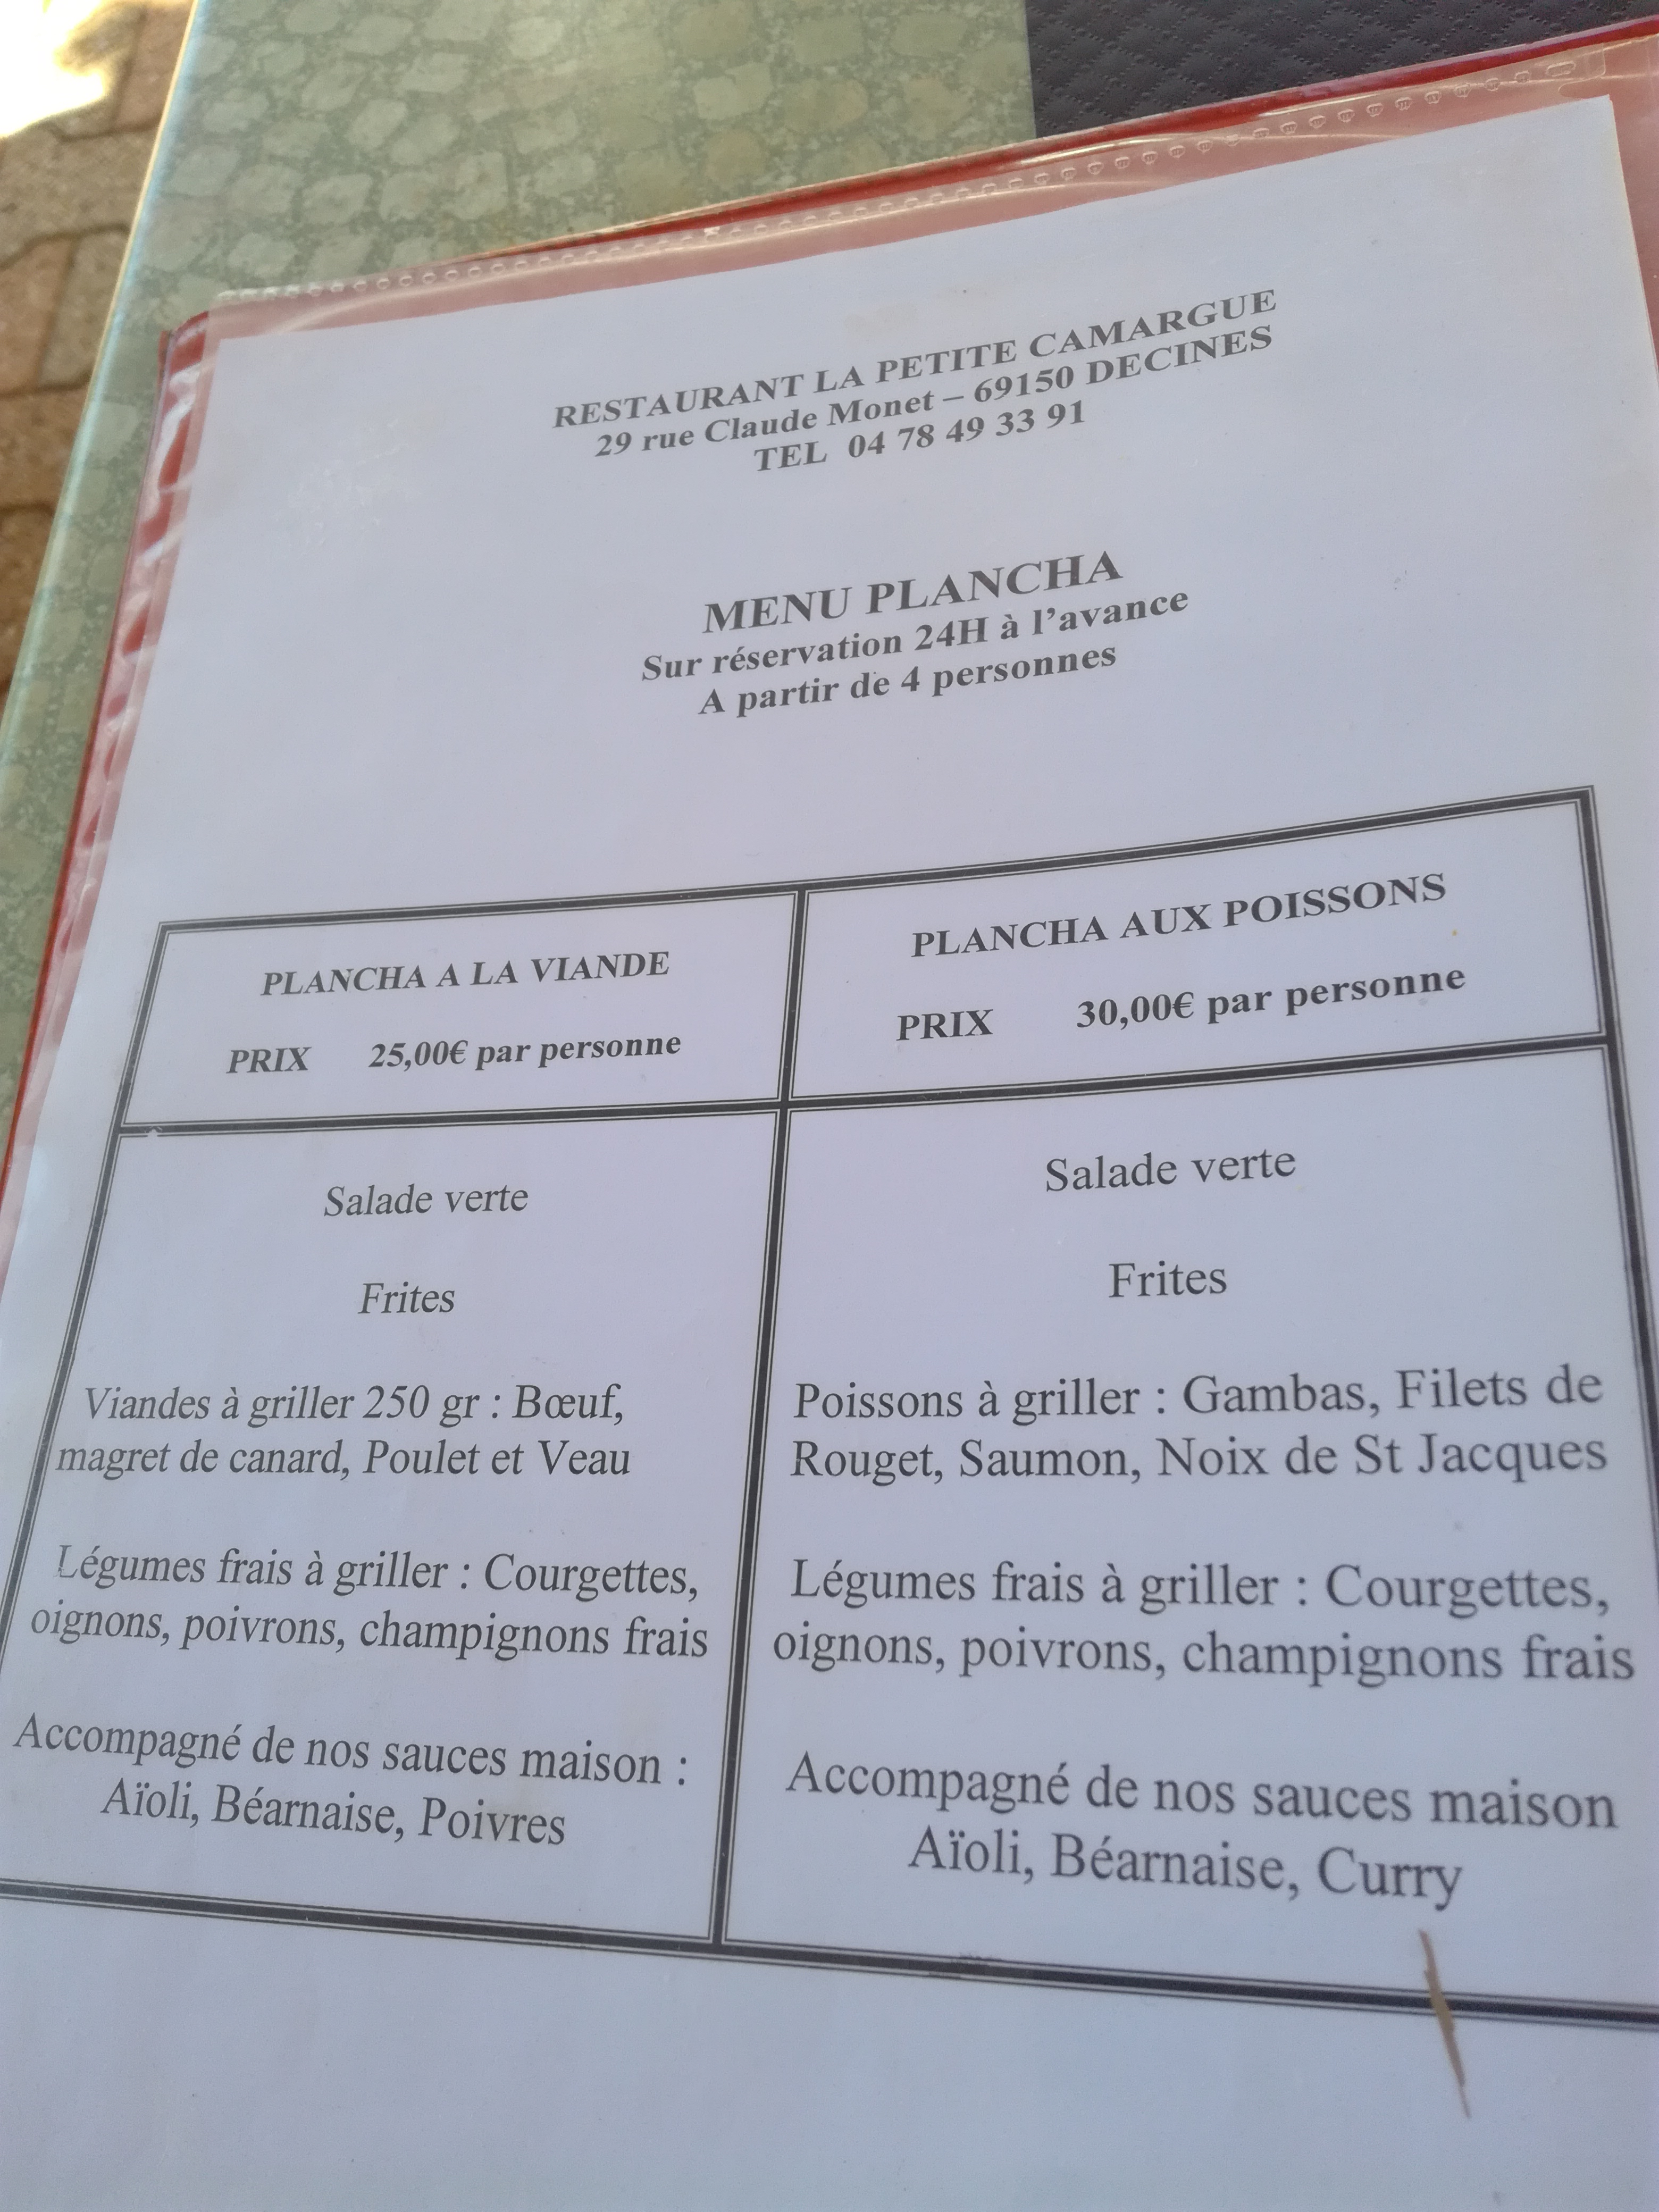 RESTAURANT LA PETITE CAMARGUE
29 rue Claude Monet – 69150 DECINES
TEL 04 78 49 33 91
MENU PLANCHA
Sur réservation 24H à l'avance
A partir de 4 personnes
PLANCHA A LA VIANDE
PRIX 25,00€ par personne
Salade verte
Frites
Viandes à griller 250 gr : Bœuf,
magret de canard, Poulet et Veau
Légumes frais à griller : Courgettes,
oignons, poivrons, champignons frais
Accompagné de nos sauces maison :
Aïoli, Béarnaise, Poivres
PLANCHA AUX POISSONS
PRIX 30,00€ par personne
Salade verte
Frites
Poissons à griller : Gambas, Filets de
Rouget, Saumon, Noix de St Jacques
Légumes frais à griller : Courgettes,
oignons, poivrons, champignons frais
Accompagné de nos sauces maison
Aïoli, Béarnaise, Curry